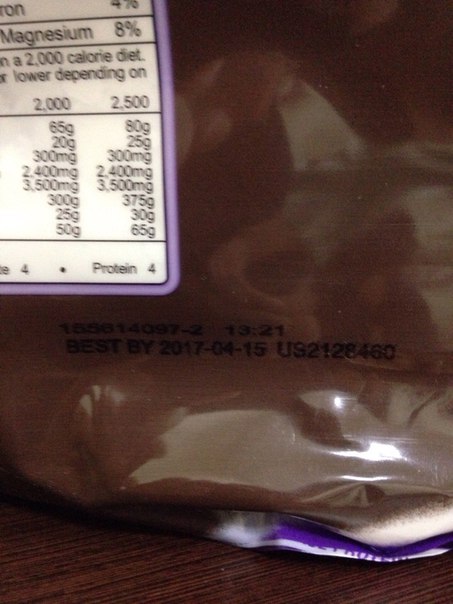 ron 4%
Magnesium 8%
n a 2,000 calorie diet.
r lower depending on
2,000 2,500
65g 80g
20g 25g
300mg 300mg
2,400mg 2,400mg
3,500mg 3,500mg
300g 375g
25g 30g
50g 65g
te 4 • Protein 4
155614097-2 13:21
BEST BY 2017-04-15 US2128460